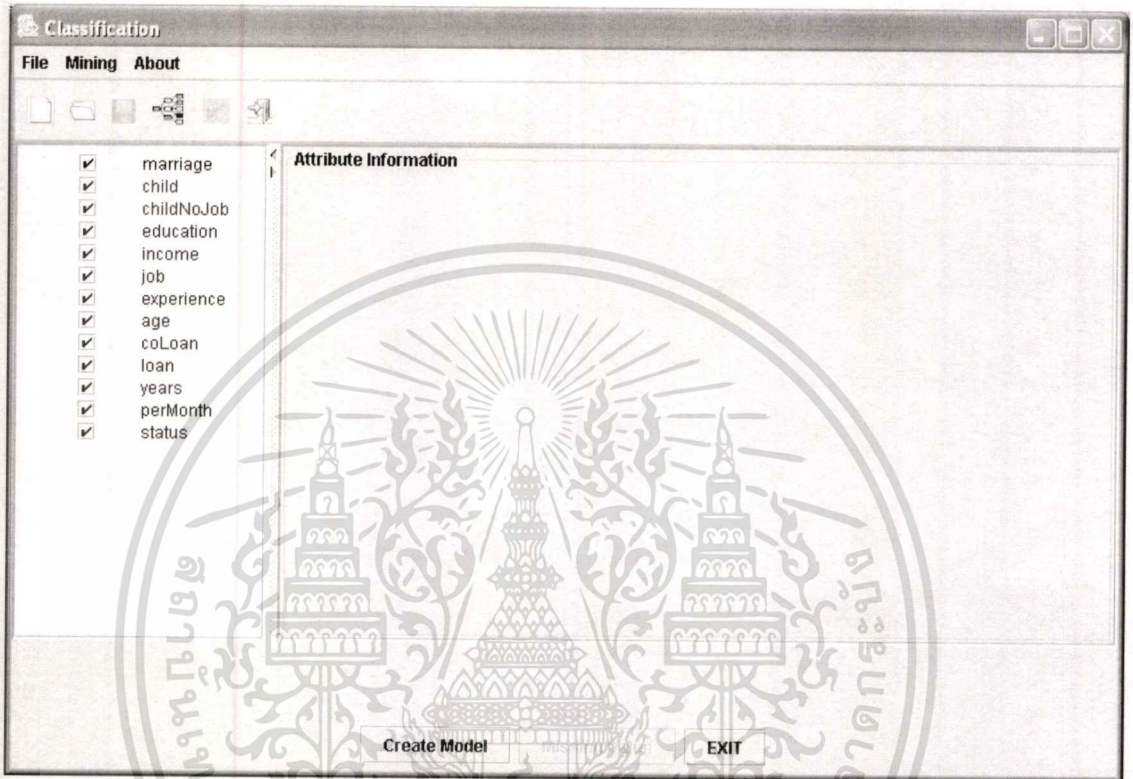 Classification
File Mining About
Attribute Information
marriage
child
childNoJob
education
income
job
experience
age
coLoan
loan
years
perMonth
status
Create Model
EXIT